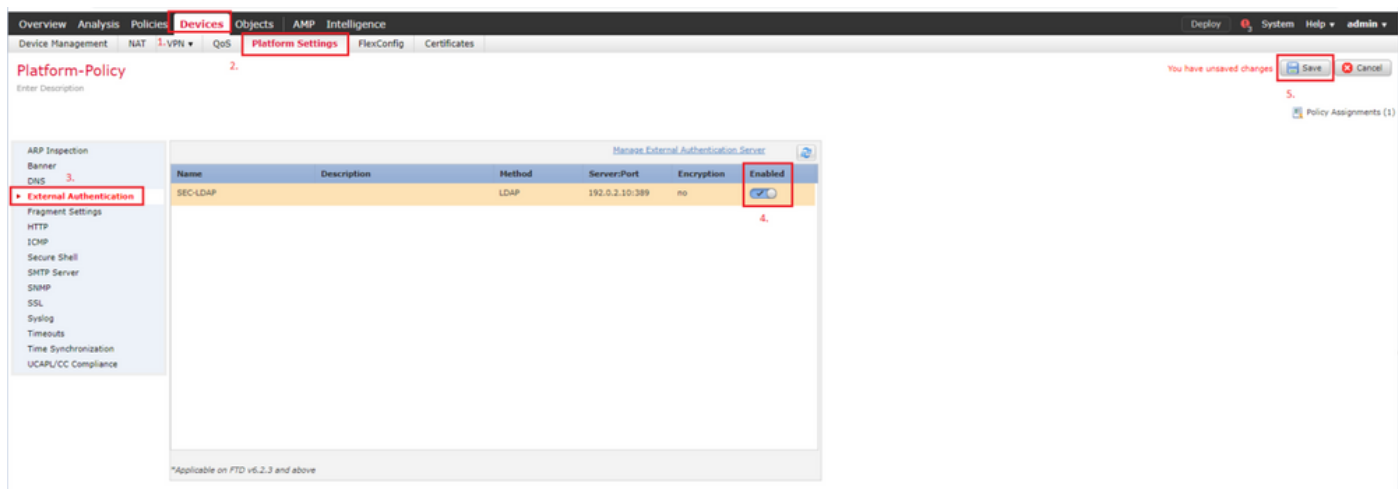 Overview Analysis Policies Devices Objects AMP Intelligence Deploy System Help ▾ admin ▾
Device Management NAT 1. VPN ▾ QoS Platform Settings FlexConfig Certificates
2.
Platform-Policy
Enter Description
You have unsaved changes Save Cancel
5.
Policy Assignments (1)
ARP Inspection
Banner
DNS
3.
External Authentication
Fragment Settings
HTTP
ICMP
Secure Shell
SMTP Server
SNMP
SSL
Syslog
Timeouts
Time Synchronization
UCAPL/CC Compliance
Manage External Authentication Server
Name Description Method Server:Port Encryption Enabled
SEC-LDAP LDAP 192.0.2.10:389 no
4.
*Applicable on FTD v6.2.3 and above